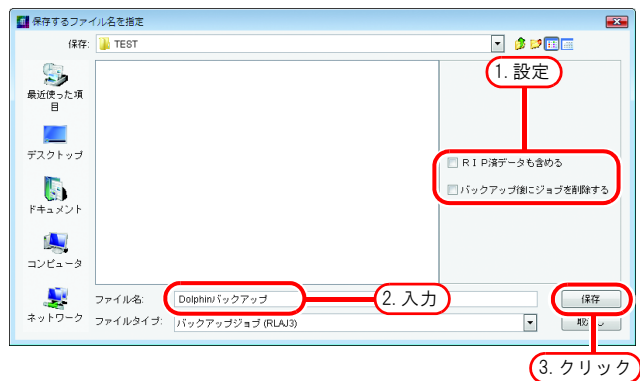 保存するファイル名を指定
保存:
TEST
1. 設定
最近使った項
目
デスクトップ
ＲＩＰ済データも含める
バックアップ後にジョブを削除する
ドキュメント
コンピュータ
ファイル名:
Dolphinバックアップ
2. 入力
保存
ネットワーク
ファイルタイプ:
バックアップジョブ (RLAJ3)
3. クリック